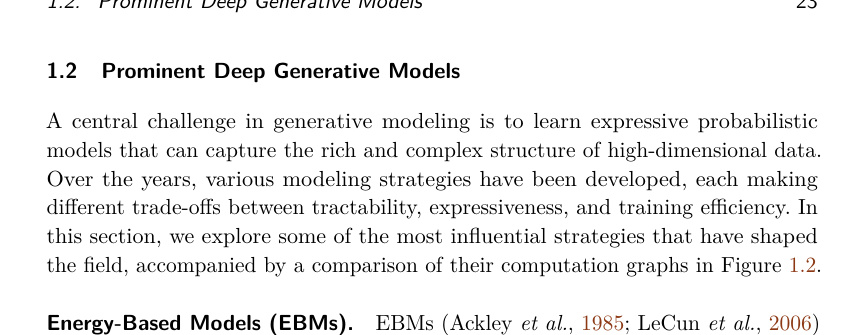 1.2. Prominent Deep Generative Models 23
1.2 Prominent Deep Generative Models
A central challenge in generative modeling is to learn expressive probabilistic
models that can capture the rich and complex structure of high-dimensional data.
Over the years, various modeling strategies have been developed, each making
different trade-offs between tractability, expressiveness, and training efficiency. In
this section, we explore some of the most influential strategies that have shaped
the field, accompanied by a comparison of their computation graphs in Figure 1.2.
Energy-Based Models (EBMs). EBMs (Ackley et al., 1985; LeCun et al., 2006)